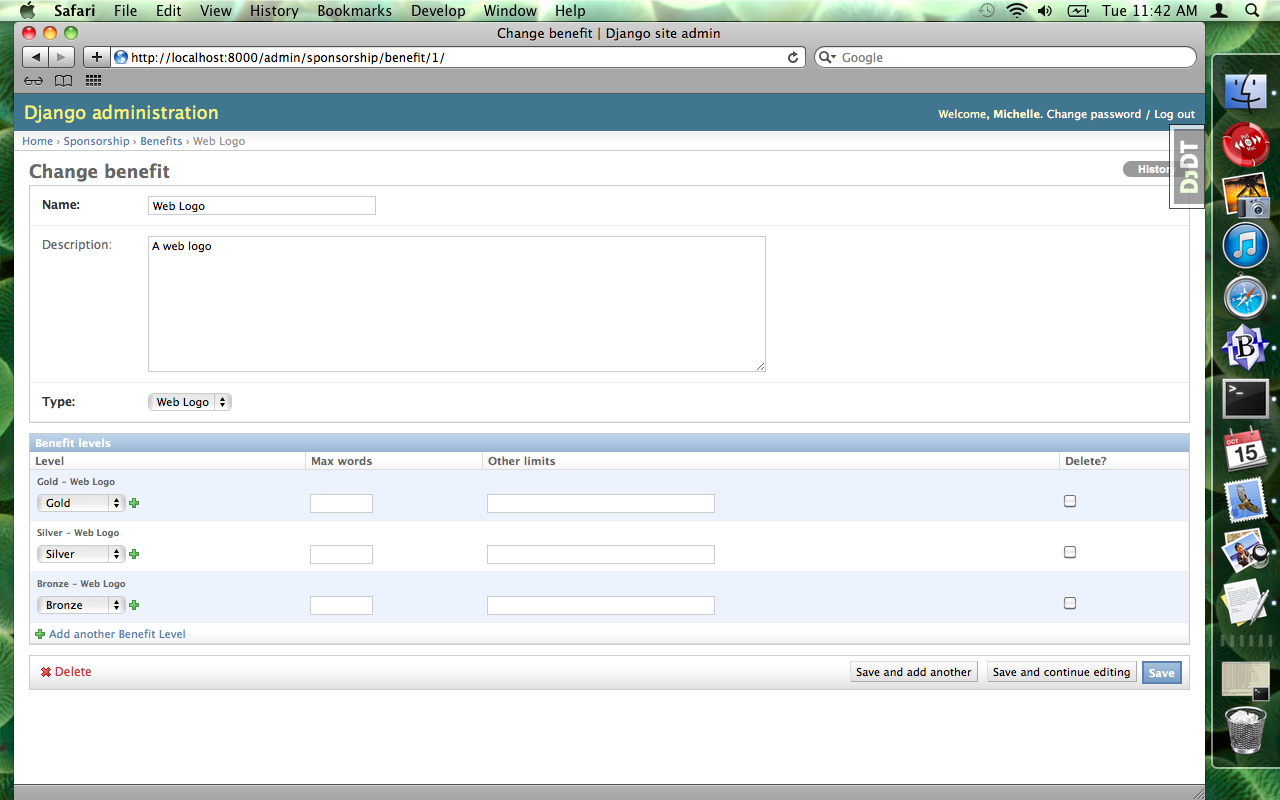 Safari File Edit View History Bookmarks Develop Window Help Tue 11:42 AM
Change benefit | Django site admin
http://localhost:8000/admin/sponsorship/benefit/1/ Google
Django administration
Welcome, Michelle. Change password / Log out
Home › Sponsorship › Benefits › Web Logo
Change benefit
History
DjDT
Name: Web Logo
Description: A web logo
Type: Web Logo
Benefit levels
Level Max words Other limits Delete?
Gold – Web Logo
Gold
Silver – Web Logo
Silver
Bronze – Web Logo
Bronze
Add another Benefit Level
Delete Save and add another Save and continue editing Save
OCT
15